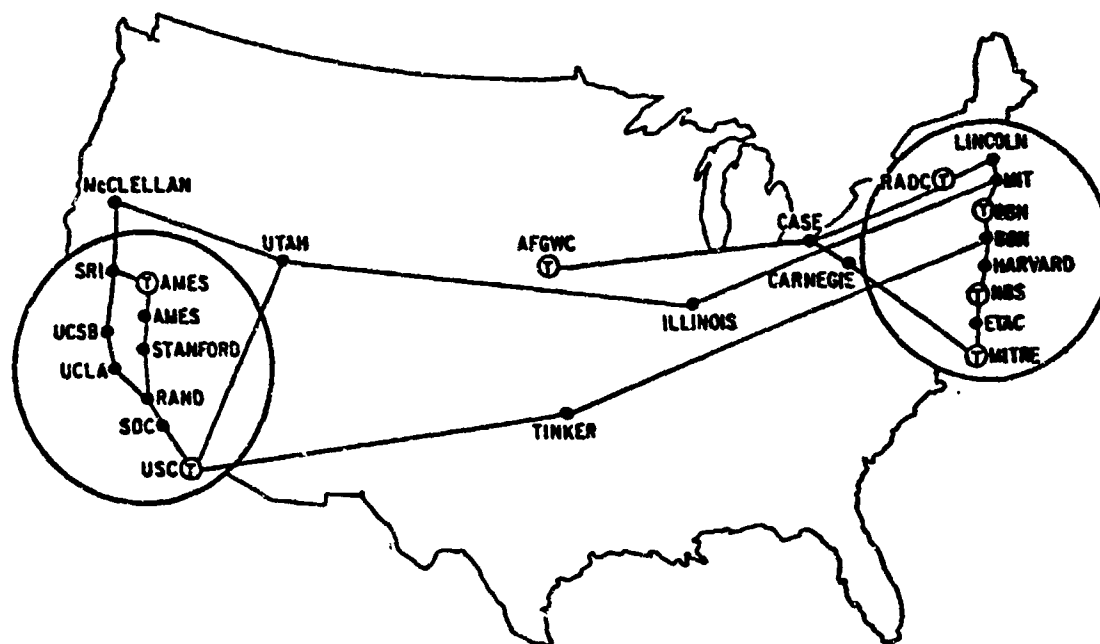 McCLELLAN
SRI
T AMES
AMES
UCSB
STANFORD
UCLA
RAND
SDC
USC T
UTAH
AFGWC
T
TINKER
ILLINOIS
CASE
CARNEGIE
LINCOLN
RADC T
MIT
T BBN
BBN
HARVARD
T NBS
ETAC
T MITRE